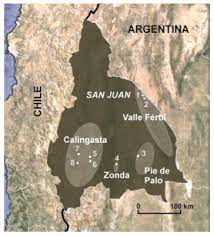 ARGENTINA
CHILE
SAN JUAN
1
2
Valle Fértil
Calingasta
7
5
8
6
4
3
Zonda
Pie de
Palo
0
100 km